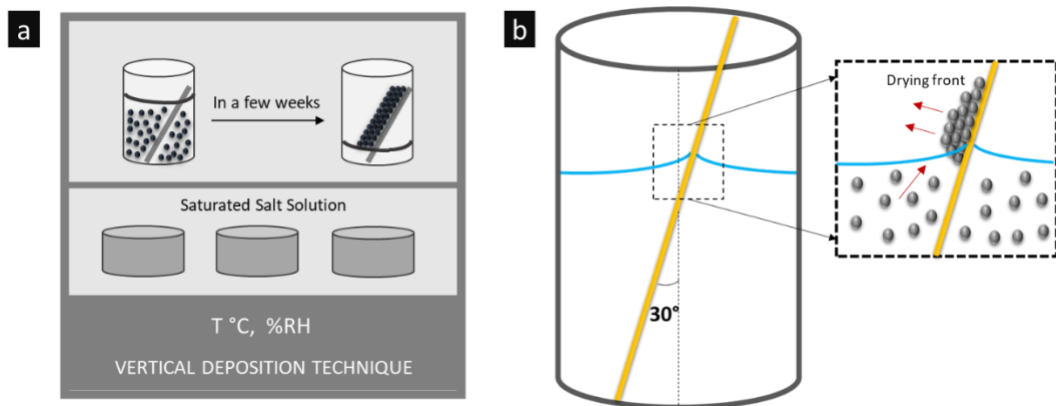 a
In a few weeks
Saturated Salt Solution
T °C, %RH
VERTICAL DEPOSITION TECHNIQUE
b
Drying front
30°